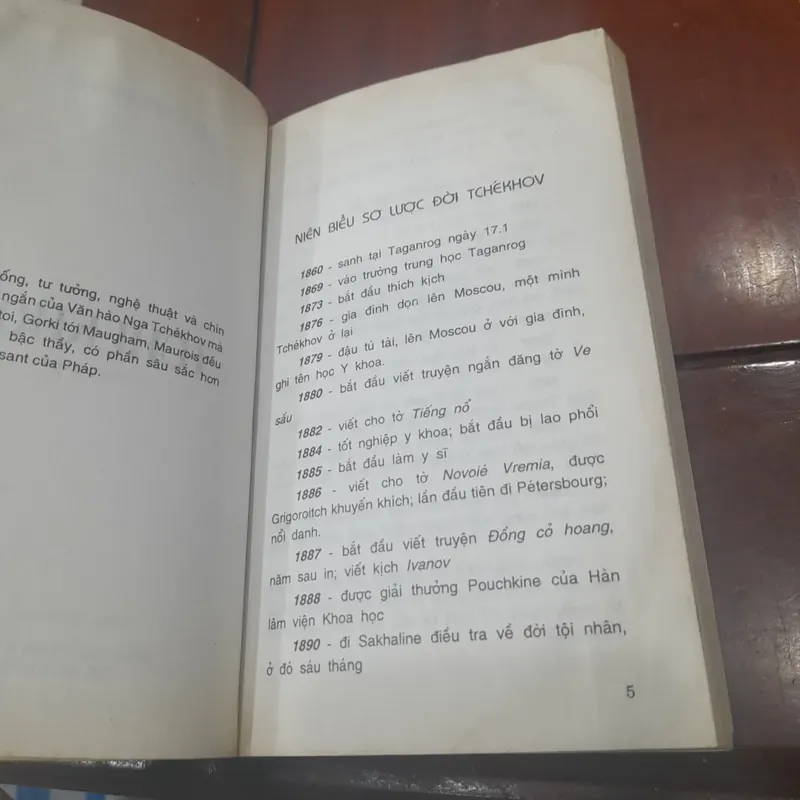 ống, tư tưởng, nghệ thuật và chín
ngắn của Văn hào Nga Tchékhov mà
toi, Gorki tới Maugham, Maurois đều
bậc thầy, có phần sâu sắc hơn
sant của Pháp.
NIÊN BIỂU SƠ LƯỢC ĐỜI TCHÉKHOV
1860 - sanh tại Taganrog ngày 17.1
1869 - vào trường trung học Taganrog
1873 - bắt đầu thích kịch
1876 - gia đình dọn lên Moscou, một mình
Tchékhov ở lại
1879 - đậu tú tài, lên Moscou ở với gia đình,
ghi tên học Y khoa.
1880 - bắt đầu viết truyện ngắn đăng tờ Ve
sầu
1882 - viết cho tờ Tiếng nổ
1884 - tốt nghiệp y khoa; bắt đầu bị lao phổi
1885 - bắt đầu làm y sĩ
1886 - viết cho tờ Novoié Vremia, được
Grigoroitch khuyến khích; lần đầu tiên đi Pétersbourg;
nổi danh.
1887 - bắt đầu viết truyện Đồng cỏ hoang,
năm sau in; viết kịch Ivanov
1888 - được giải thưởng Pouchkine của Hàn
lâm viện Khoa học
1890 - đi Sakhaline điều tra về đời tội nhân,
ở đó sáu tháng
5